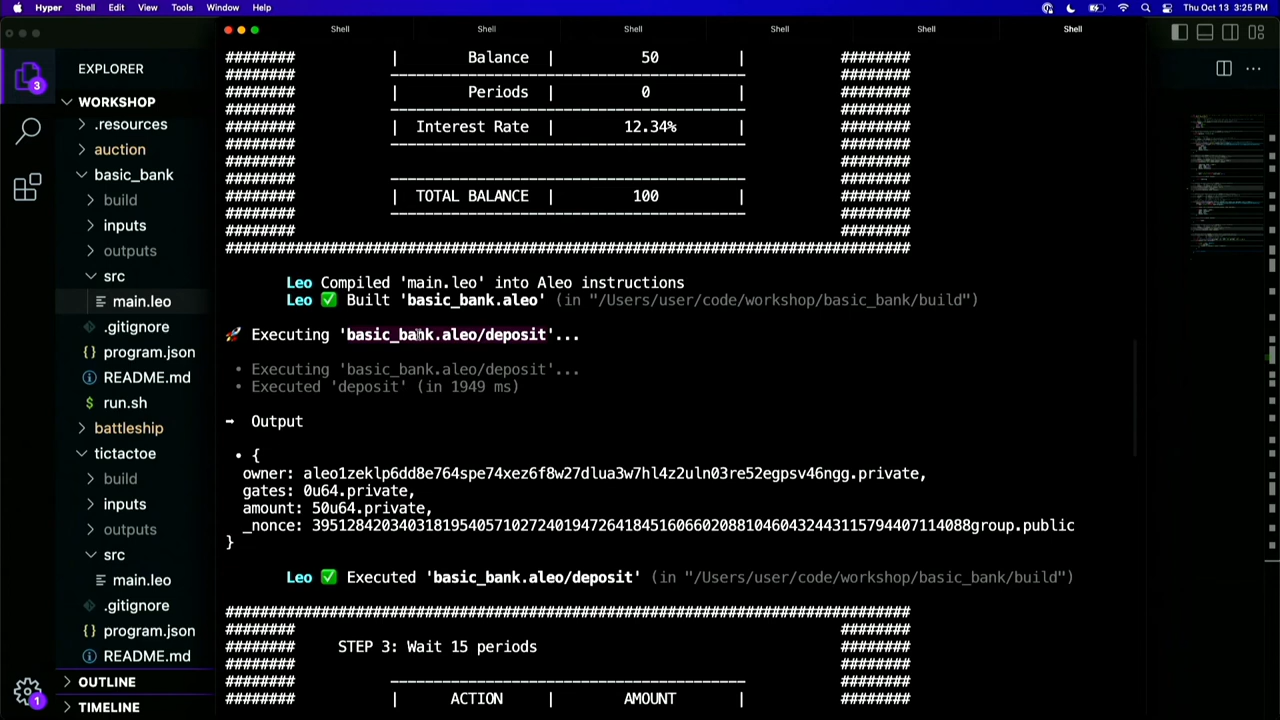 Hyper Shell Edit View Tools Window Help Thu Oct 13 3:25 PM
Shell Shell Shell Shell Shell Shell
3
EXPLORER
WORKSHOP
.resources
auction
basic_bank
build
inputs
outputs
src
main.leo
.gitignore
program.json
README.md
run.sh
battleship
tictactoe
build
inputs
outputs
src
main.leo
.gitignore
program.json
README.md
OUTLINE
TIMELINE
1
######## | Balance | 50 | ########
######## ----------------------------------------- ########
######## | Periods | 0 | ########
######## ----------------------------------------- ########
######## | Interest Rate | 12.34% | ########
######## ----------------------------------------- ########
######## ########
######## ----------------------------------------- ########
######## | TOTAL BALANCE | 100 | ########
######## ----------------------------------------- ########
######## ########
###############################################################################
Leo Compiled 'main.leo' into Aleo instructions
Leo ✅ Built 'basic_bank.aleo' (in "/Users/user/code/workshop/basic_bank/build")
🚀 Executing 'basic_bank.aleo/deposit'...
• Executing 'basic_bank.aleo/deposit'...
• Executed 'deposit' (in 1949 ms)
→ Output
• {
owner: aleo1zeklp6dd8e764spe74xez6f8w27dlua3w7hl4z2uln03re52egpsv46ngg.private,
gates: 0u64.private,
amount: 50u64.private,
_nonce: 3951284203403181954057102724019472641845160660208810460432443115794407114088group.public
}
Leo ✅ Executed 'basic_bank.aleo/deposit' (in "/Users/user/code/workshop/basic_bank/build")
###############################################################################
######## ########
######## STEP 3: Wait 15 periods ########
######## ########
######## ----------------------------------------- ########
######## | ACTION | AMOUNT | ########